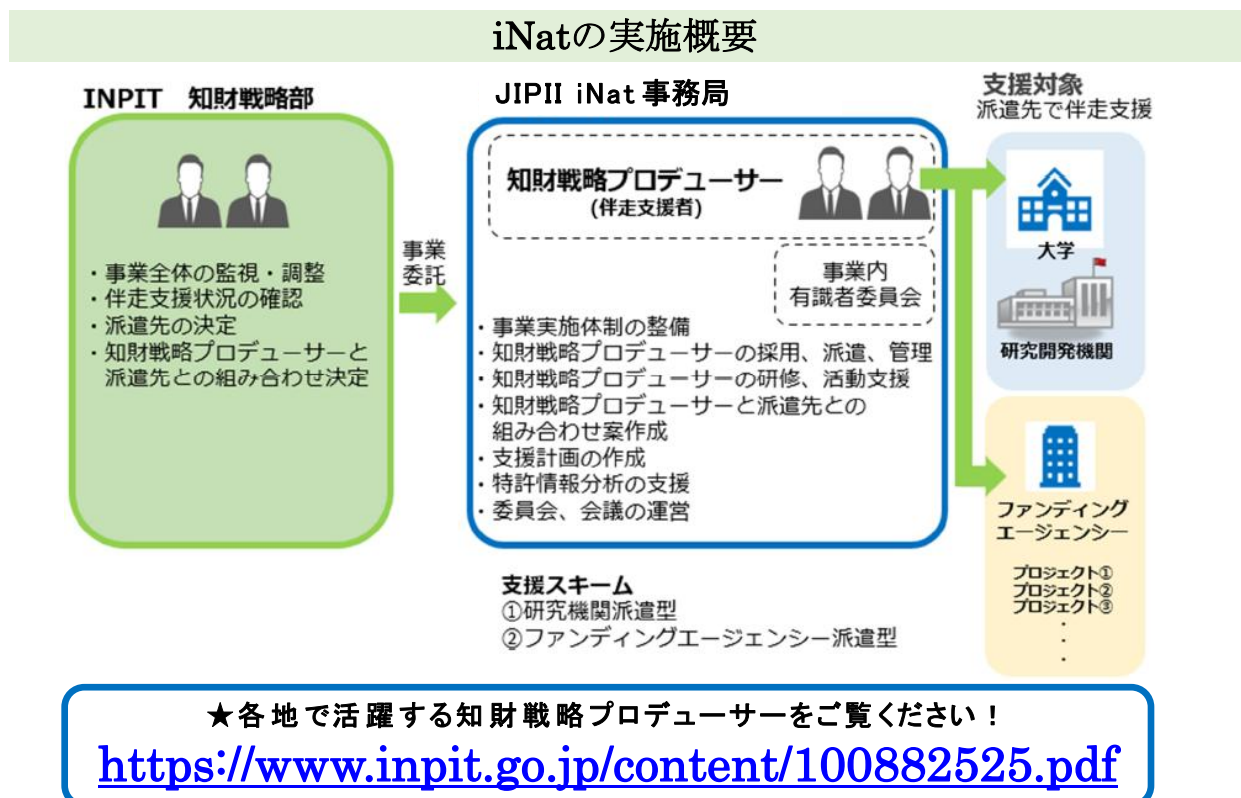 iNatの実施概要
INPIT 知財戦略部
・事業全体の監視・調整
・伴走支援状況の確認
・派遣先の決定
・知財戦略プロデューサーと
派遣先との組み合わせ決定
事業
委託
JIPII iNat 事務局
知財戦略プロデューサー
(伴走支援者)
事業内
有識者委員会
・事業実施体制の整備
・知財戦略プロデューサーの採用、派遣、管理
・知財戦略プロデューサーの研修、活動支援
・知財戦略プロデューサーと派遣先との
組み合わせ案作成
・支援計画の作成
・特許情報分析の支援
・委員会、会議の運営
支援スキーム
①研究機関派遣型
②ファンディングエージェンシー派遣型
支援対象
派遣先で伴走支援
大学
研究開発機関
ファンディング
エージェンシー
プロジェクト①
プロジェクト②
プロジェクト③
・
・
・
★各地で活躍する知財戦略プロデューサーをご覧ください！
https://www.inpit.go.jp/content/100882525.pdf